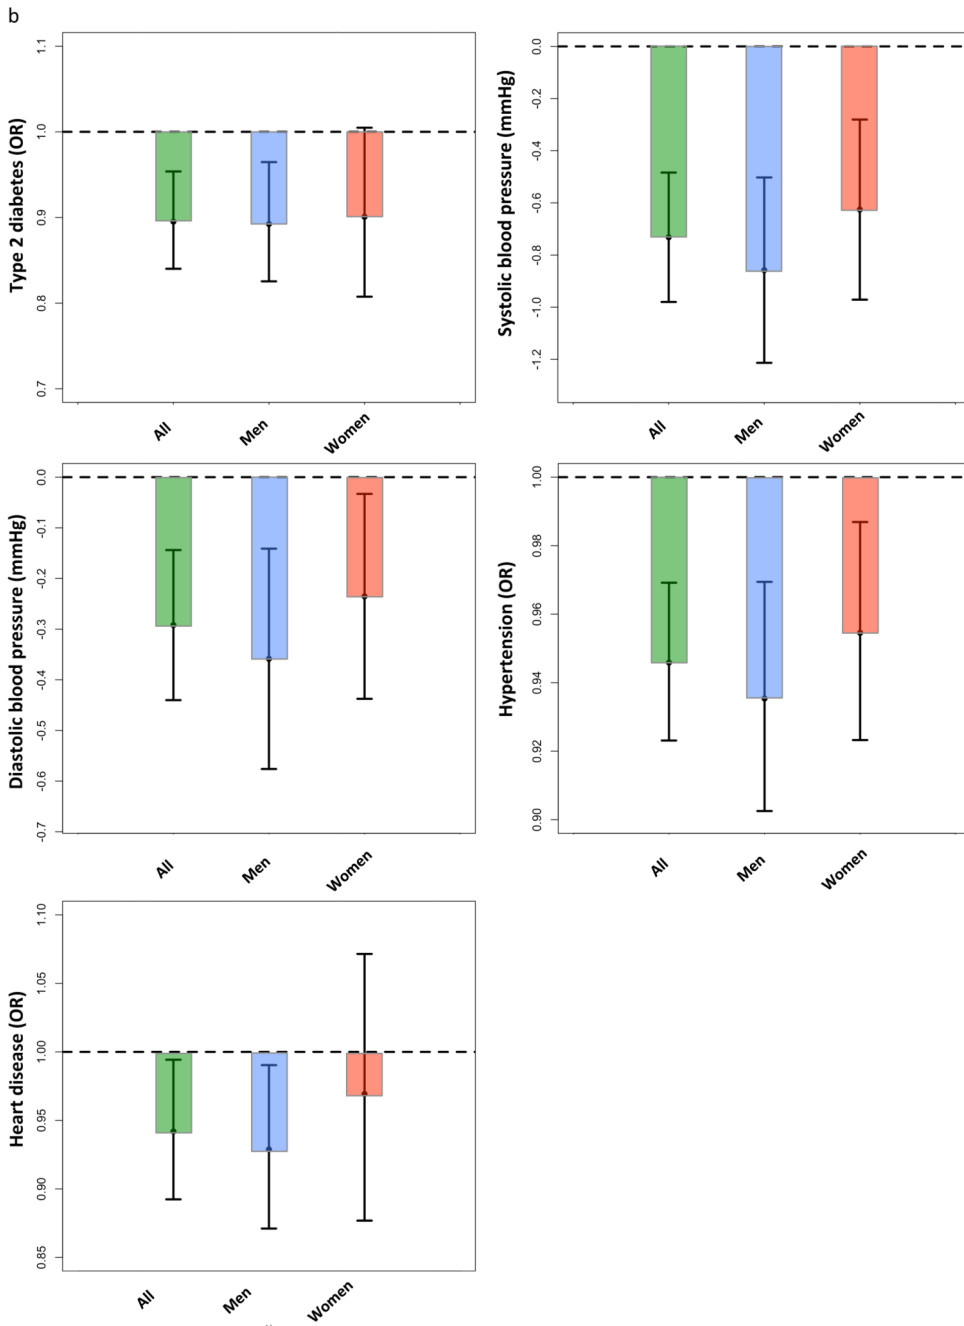 b
Type 2 diabetes (OR)
1.1
1.0
0.9
0.8
0.7
All
Men
Women
Systolic blood pressure (mmHg)
0.0
-0.2
-0.4
-0.6
-0.8
-1.0
-1.2
All
Men
Women
Diastolic blood pressure (mmHg)
0.0
-0.1
-0.2
-0.3
-0.4
-0.5
-0.6
-0.7
All
Men
Women
Hypertension (OR)
1.00
0.98
0.96
0.94
0.92
0.90
All
Men
Women
Heart disease (OR)
1.10
1.05
1.00
0.95
0.90
0.85
All
Men
Women